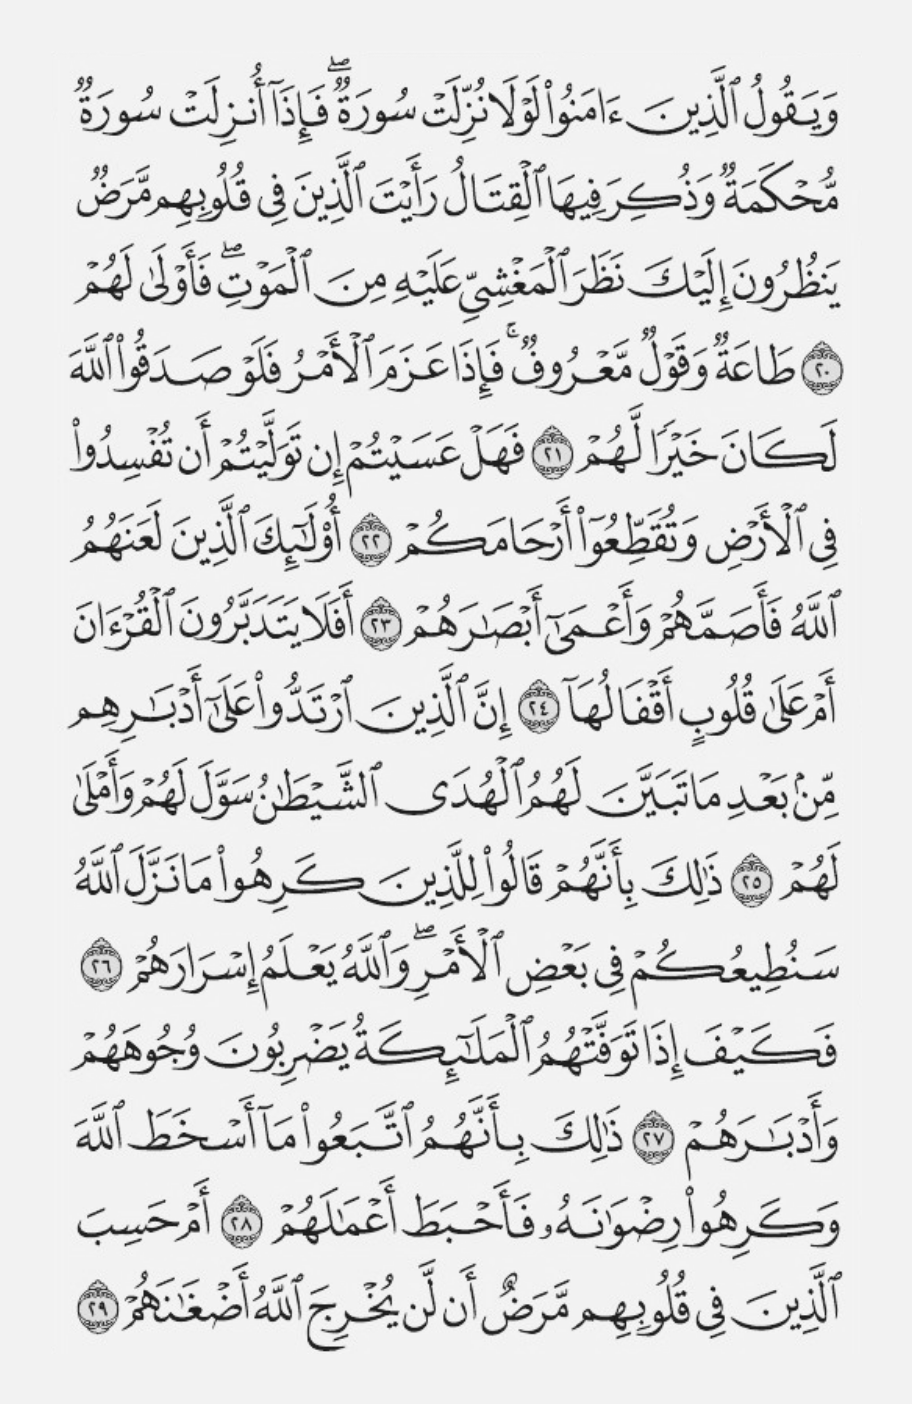 وَيَقُولُ ٱلَّذِينَ ءَامَنُوا۟ لَوْلَا نُزِّلَتْ سُورَةٌۖ فَإِذَآ أُنزِلَتْ سُورَةٌ
مُّحْكَمَةٌ وَذُكِرَ فِيهَا ٱلْقِتَالُ رَأَيْتَ ٱلَّذِينَ فِى قُلُوبِهِم مَّرَضٌ
يَنظُرُونَ إِلَيْكَ نَظَرَ ٱلْمَغْشِىِّ عَلَيْهِ مِنَ ٱلْمَوْتِۖ فَأَوْلَىٰ لَهُمْ
٢٠ طَاعَةٌ وَقَوْلٌ مَّعْرُوفٌۚ فَإِذَا عَزَمَ ٱلْأَمْرُ فَلَوْ صَدَقُوا۟ ٱللَّهَ
لَكَانَ خَيْرًا لَّهُمْ ٢١ فَهَلْ عَسَيْتُمْ إِن تَوَلَّيْتُمْ أَن تُفْسِدُوا۟
فِى ٱلْأَرْضِ وَتُقَطِّعُوٓا۟ أَرْحَامَكُمْ ٢٢ أُو۟لَـٰٓئِكَ ٱلَّذِينَ لَعَنَهُمُ
ٱللَّهُ فَأَصَمَّهُمْ وَأَعْمَىٰٓ أَبْصَـٰرَهُمْ ٢٣ أَفَلَا يَتَدَبَّرُونَ ٱلْقُرْءَانَ
أَمْ عَلَىٰ قُلُوبٍ أَقْفَالُهَآ ٢٤ إِنَّ ٱلَّذِينَ ٱرْتَدُّوا۟ عَلَىٰٓ أَدْبَـٰرِهِم
مِّنۢ بَعْدِ مَا تَبَيَّنَ لَهُمُ ٱلْهُدَى ٱلشَّيْطَـٰنُ سَوَّلَ لَهُمْ وَأَمْلَىٰ
لَهُمْ ٢٥ ذَٰلِكَ بِأَنَّهُمْ قَالُوا۟ لِلَّذِينَ كَرِهُوا۟ مَا نَزَّلَ ٱللَّهُ
سَنُطِيعُكُمْ فِى بَعْضِ ٱلْأَمْرِۖ وَٱللَّهُ يَعْلَمُ إِسْرَارَهُمْ ٢٦
فَكَيْفَ إِذَا تَوَفَّتْهُمُ ٱلْمَلَـٰٓئِكَةُ يَضْرِبُونَ وُجُوهَهُمْ
وَأَدْبَـٰرَهُمْ ٢٧ ذَٰلِكَ بِأَنَّهُمُ ٱتَّبَعُوا۟ مَآ أَسْخَطَ ٱللَّهَ
وَكَرِهُوا۟ رِضْوَٰنَهُۥ فَأَحْبَطَ أَعْمَـٰلَهُمْ ٢٨ أَمْ حَسِبَ
ٱلَّذِينَ فِى قُلُوبِهِم مَّرَضٌ أَن لَّن يُخْرِجَ ٱللَّهُ أَضْغَـٰنَهُمْ ٢٩